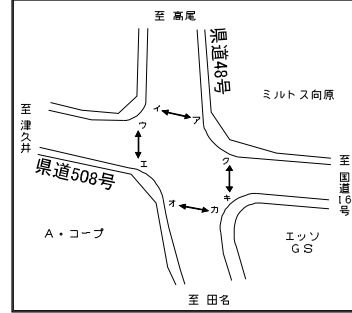 至 高尾
県道48号
ミルトス向原
至 津久井
イ
ア
ウ
エ
ク
キ
オ
カ
県道508号
至 国道16号
A・コープ
エッソ
GS
至 田名